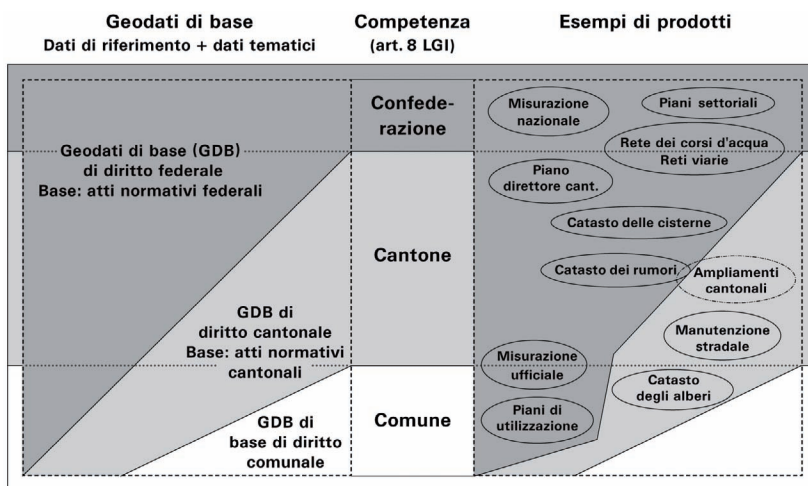 Geodati di base
Dati di riferimento + dati tematici
Competenza
(art. 8 LGI)
Esempi di prodotti
Geodati di base (GDB)
di diritto federale
Base: atti normativi federali
GDB di
diritto cantonale
Base: atti normativi
cantonali
GDB di
base di diritto
comunale
Confede-
razione
Cantone
Comune
Misurazione
nazionale
Piani settoriali
Rete dei corsi d'acqua
Reti viarie
Piano
direttore cant.
Catasto delle cisterne
Catasto dei rumori
Ampliamenti
cantonali
Manutenzione
stradale
Misurazione
ufficiale
Catasto
degli alberi
Piani di
utilizzazione